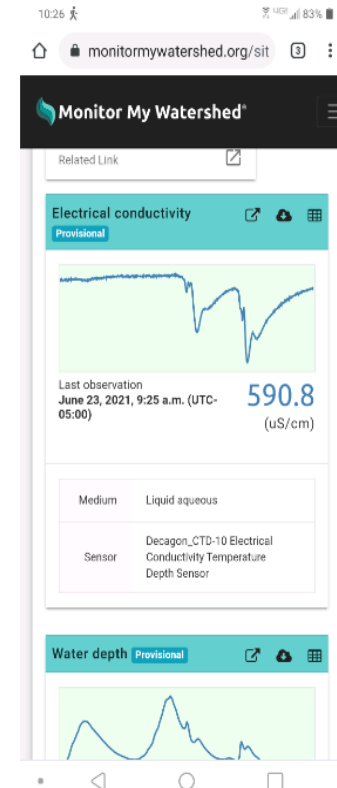 10:26 4GE 83%
monitormywatershed.org/sit 3
Monitor My Watershed®
Related Link
Electrical conductivity
Provisional
Last observation
June 23, 2021, 9:25 a.m. (UTC-
05:00)
590.8
(uS/cm)
Medium Liquid aqueous
Sensor Decagon_CTD-10 Electrical
Conductivity Temperature
Depth Sensor
Water depth Provisional